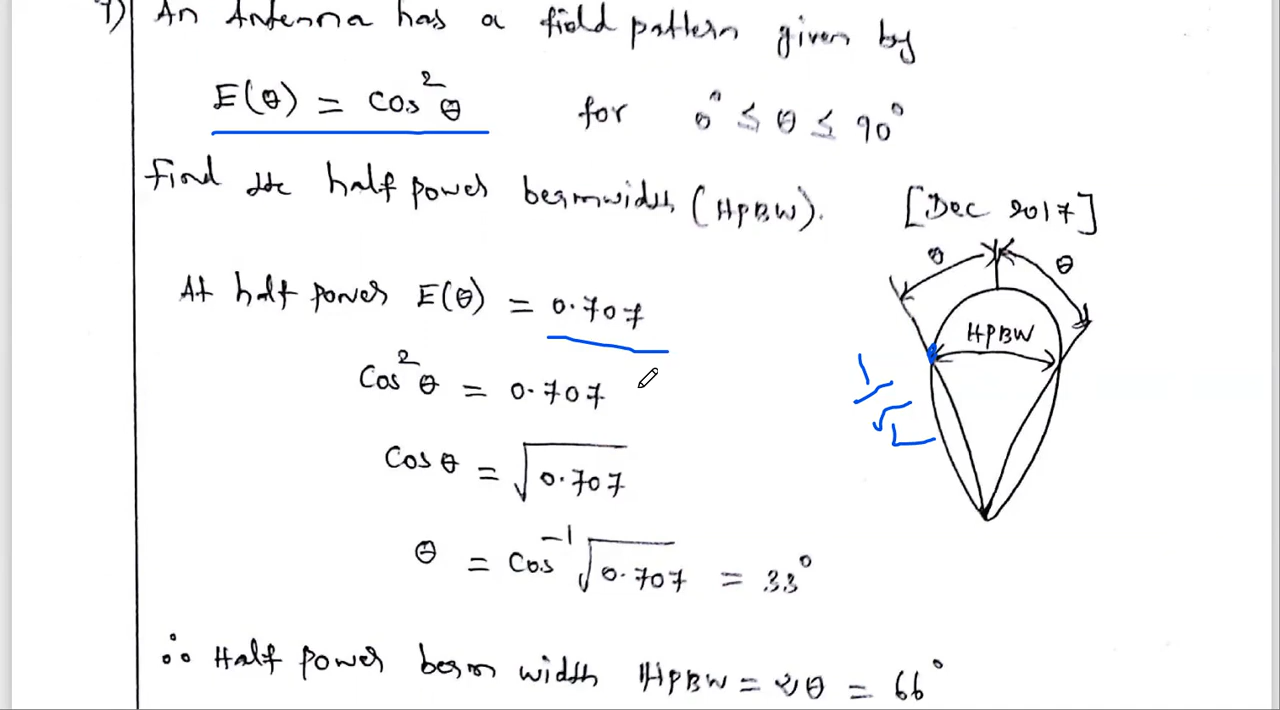 7) An Antenna has a field pattern given by
E(θ) = cos²θ for 0° ≤ θ ≤ 90°
Find the half power beamwidth (HPBW). [Dec 2017]
At half power E(θ) = 0.707
Cos²θ = 0.707
Cosθ = √0.707
θ = Cos⁻¹√0.707 = 33°
∴ Half power beam width HPBW = 2θ = 66°
θ θ
HPBW
1/√2